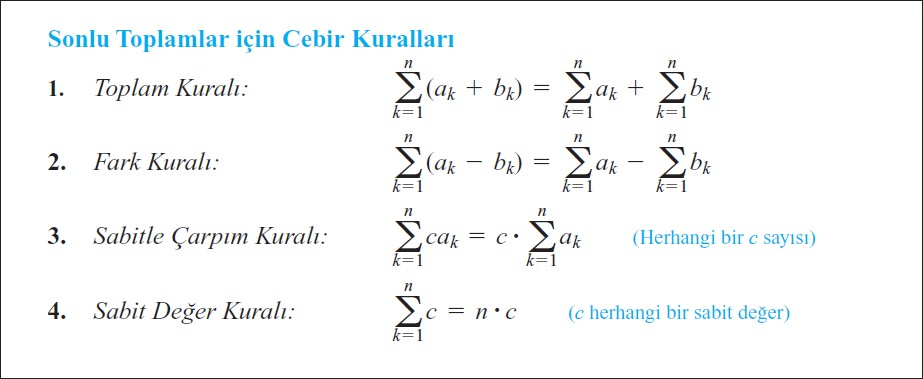 Sonlu Toplamlar için Cebir Kuralları
1. Toplam Kuralı: \sum_{k=1}^{n} (a_k + b_k) = \sum_{k=1}^{n} a_k + \sum_{k=1}^{n} b_k
2. Fark Kuralı: \sum_{k=1}^{n} (a_k − b_k) = \sum_{k=1}^{n} a_k − \sum_{k=1}^{n} b_k
3. Sabitle Çarpım Kuralı: \sum_{k=1}^{n} ca_k = c · \sum_{k=1}^{n} a_k (Herhangi bir c sayısı)
4. Sabit Değer Kuralı: \sum_{k=1}^{n} c = n · c (c herhangi bir sabit değer)